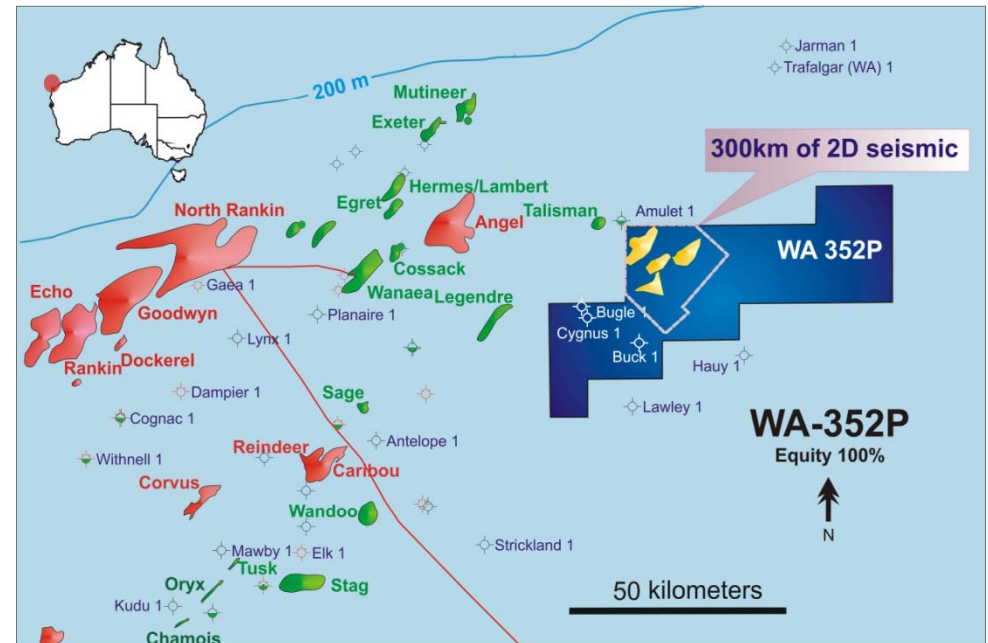 Jarman 1
Trafalgar (WA) 1
200 m
Mutineer
Exeter
300km of 2D seismic
Hermes/Lambert
Egret
North Rankin
Angel
Talisman
Amulet 1
WA 352P
Cossack
Gaea 1
Wanaea
Legendre
Echo
Goodwyn
Planaire 1
Bugle 1
Cygnus 1
Lynx 1
Buck 1
Hauy 1
Rankin
Dockerel
Dampier 1
Sage
Lawley 1
Cognac 1
WA-352P
Antelope 1
Equity 100%
Reindeer
Withnell 1
Caribou
Corvus
Wandoo
N
Strickland 1
Mawby 1
Elk 1
Tusk
Oryx
Stag
50 kilometers
Kudu 1
Chamois